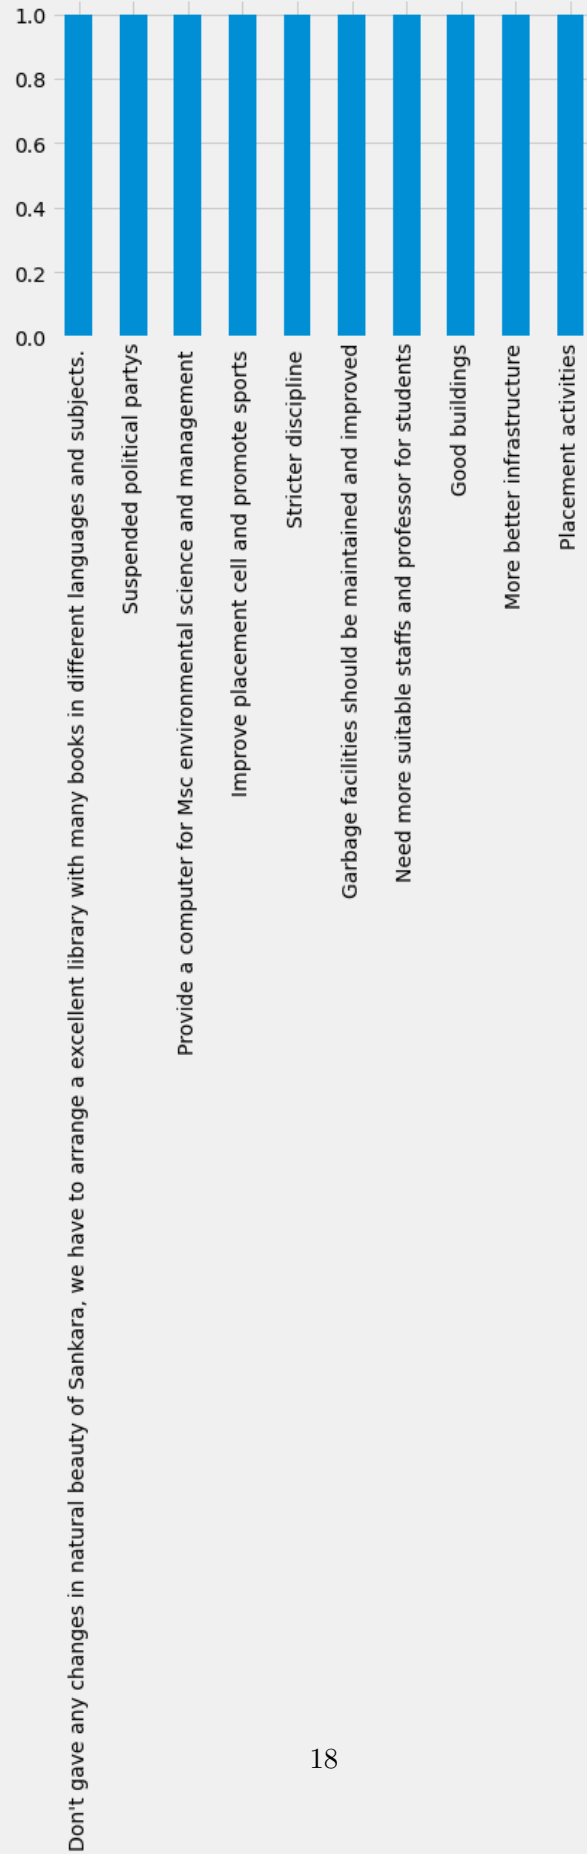 1.0
0.8
0.6
0.4
0.2
0.0
Don't gave any changes in natural beauty of Sankara, we have to arrange a excellent library with many books in different languages and subjects.
Suspended political partys
Provide a computer for Msc environmental science and management
Improve placement cell and promote sports
Stricter discipline
Garbage facilities should be maintained and improved
Need more suitable staffs and professor for students
Good buildings
More better infrastructure
Placement activities
18